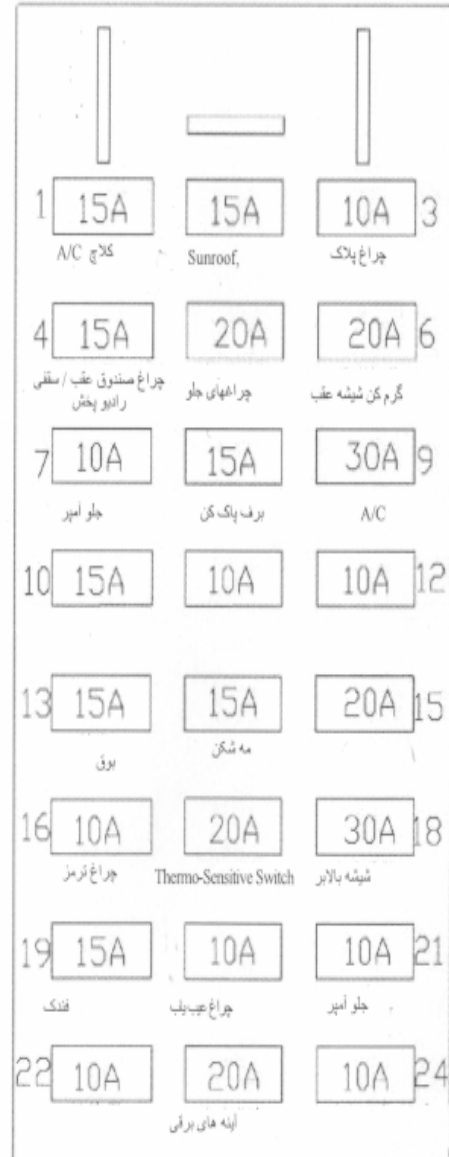 1 15A 15A 10A 3
A/C کلاچ Sunroof, چراغ پلاک
4 15A 20A 20A 6
چراغ صندوق عقب / سقفی چراغهای جلو گرم کن شیشه عقب
رادیو پخش
7 10A 15A 30A 9
جلو آمپر برف پاک کن A/C
10 15A 10A 10A 12
13 15A 15A 20A 15
بوق مه شکن
16 10A 20A 30A 18
چراغ ترمز Thermo-Sensitive Switch شیشه بالابر
19 15A 10A 10A 21
فندک چراغ عیب یاب جلو آمپر
22 10A 20A 10A 24
آینه های برقی